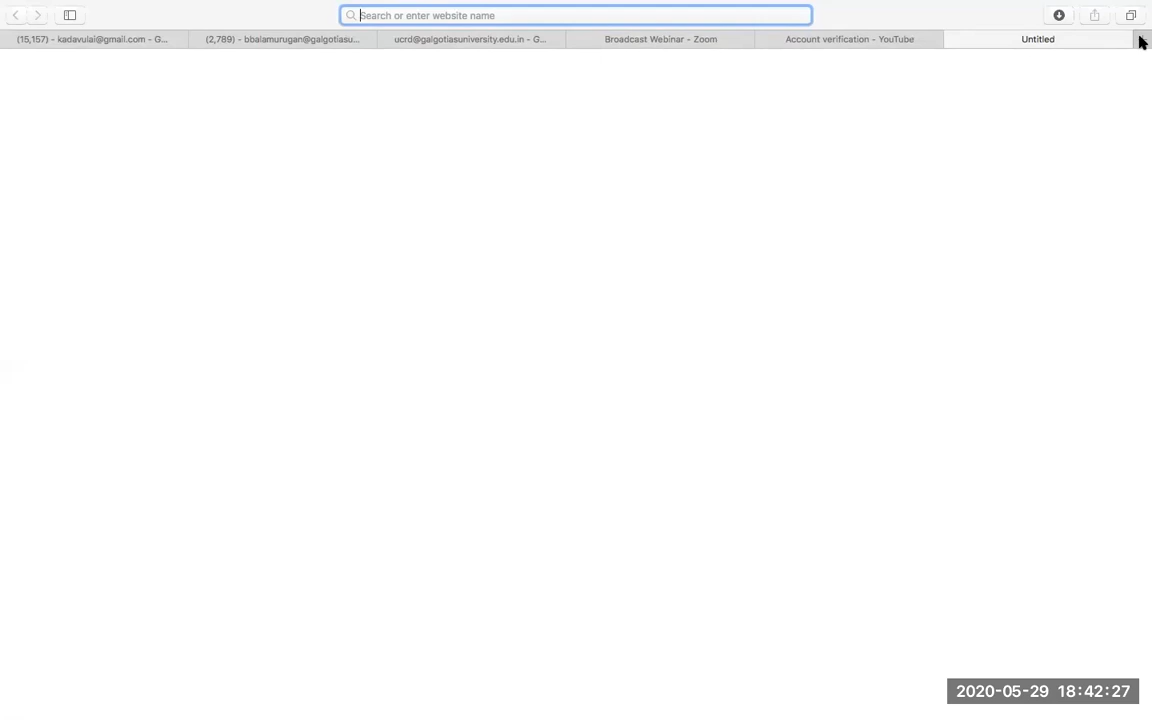 Search or enter website name
(15,157) - kadavulai@gmail.com - G...
(2,789) - bbalamurugan@galgotiasu...
ucrd@galgotiasuniversity.edu.in - G...
Broadcast Webinar - Zoom
Account verification - YouTube
Untitled
2020-05-29 18:42:27